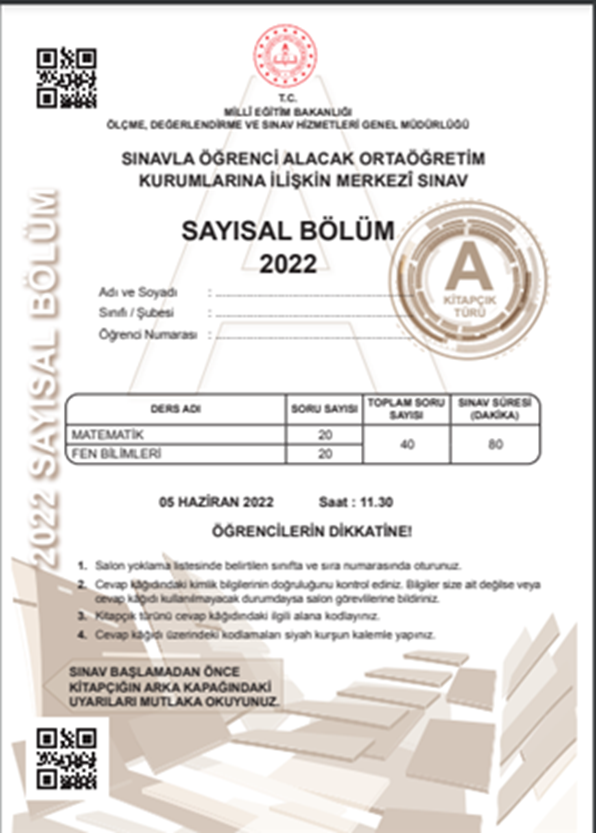 T.C.
MİLLÎ EĞİTİM BAKANLIĞI
ÖLÇME, DEĞERLENDİRME VE SINAV HİZMETLERİ GENEL MÜDÜRLÜĞÜ
SINAVLA ÖĞRENCİ ALACAK ORTAÖĞRETİM
KURUMLARINA İLİŞKİN MERKEZÎ SINAV
SAYISAL BÖLÜM
2022
A
KİTAPÇIK
TÜRÜ
Adı ve Soyadı : ................................................
Sınıfı / Şubesi : ................................................
Öğrenci Numarası : ................................................
2022 SAYISAL BÖLÜM
DERS ADI SORU SAYISI TOPLAM SORU SAYISI SINAV SÜRESİ (DAKİKA)
MATEMATİK 20 40 80
FEN BİLİMLERİ 20
05 HAZİRAN 2022 Saat : 11.30
ÖĞRENCİLERİN DİKKATİNE!
1. Salon yoklama listesinde belirtilen sınıfta ve sıra numarasında oturunuz.
2. Cevap kâğıdındaki kimlik bilgilerinin doğruluğunu kontrol ediniz. Bilgiler size ait değilse veya
cevap kâğıdı kullanılmayacak durumdaysa salon görevlilerine bildiriniz.
3. Kitapçık türünü cevap kâğıdındaki ilgili alana kodlayınız.
4. Cevap kâğıdı üzerindeki kodlamaları siyah kurşun kalemle yapınız.
SINAV BAŞLAMADAN ÖNCE
KİTAPÇIĞIN ARKA KAPAĞINDAKİ
UYARILARI MUTLAKA OKUYUNUZ.